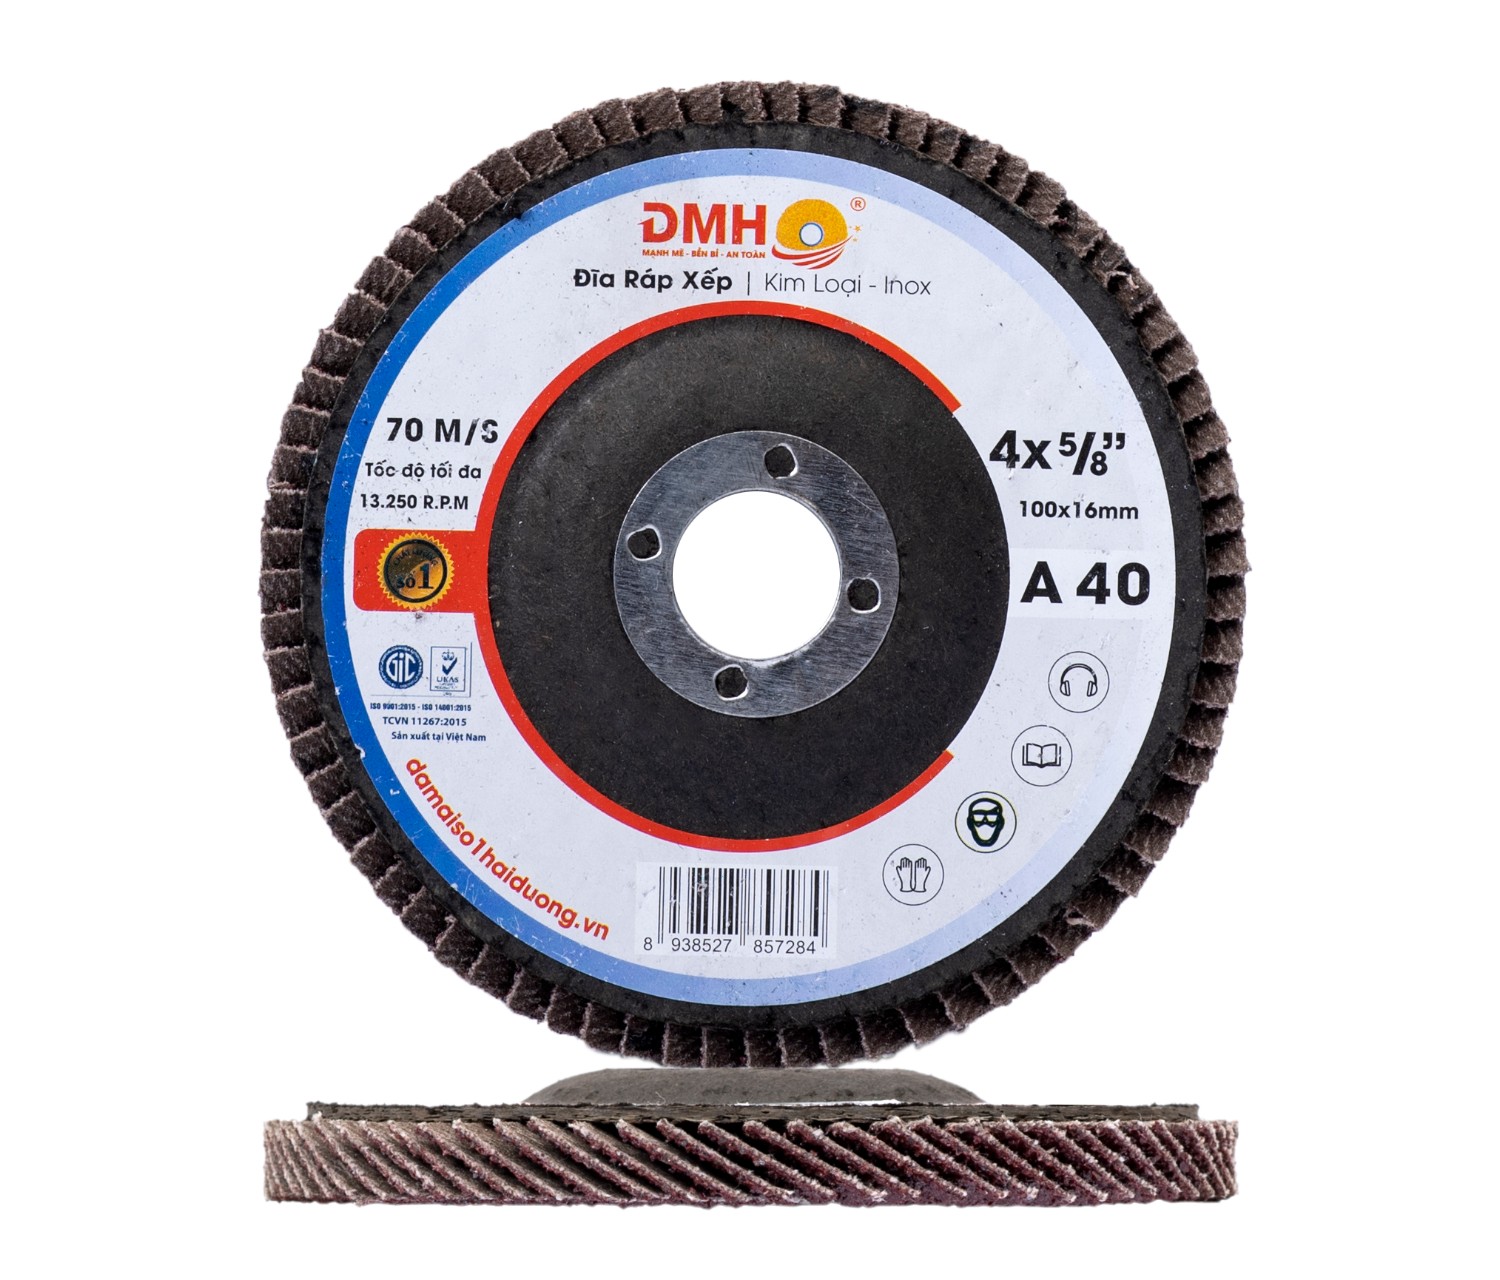 DMH ®
MẠNH MẼ - BỀN BỈ - AN TOÀN
Đĩa Ráp Xếp | Kim Loại - Inox
70 M/S
Tốc độ tối đa
13.250 R.P.M
4x 5/8”
100x16mm
A 40
SỐ 1
UKAS
ISO 9001:2015 - ISO 14001:2015
TCVN 11267:2015
Sản xuất tại Việt Nam
damaiso1haiduong.vn
8 938527 857284